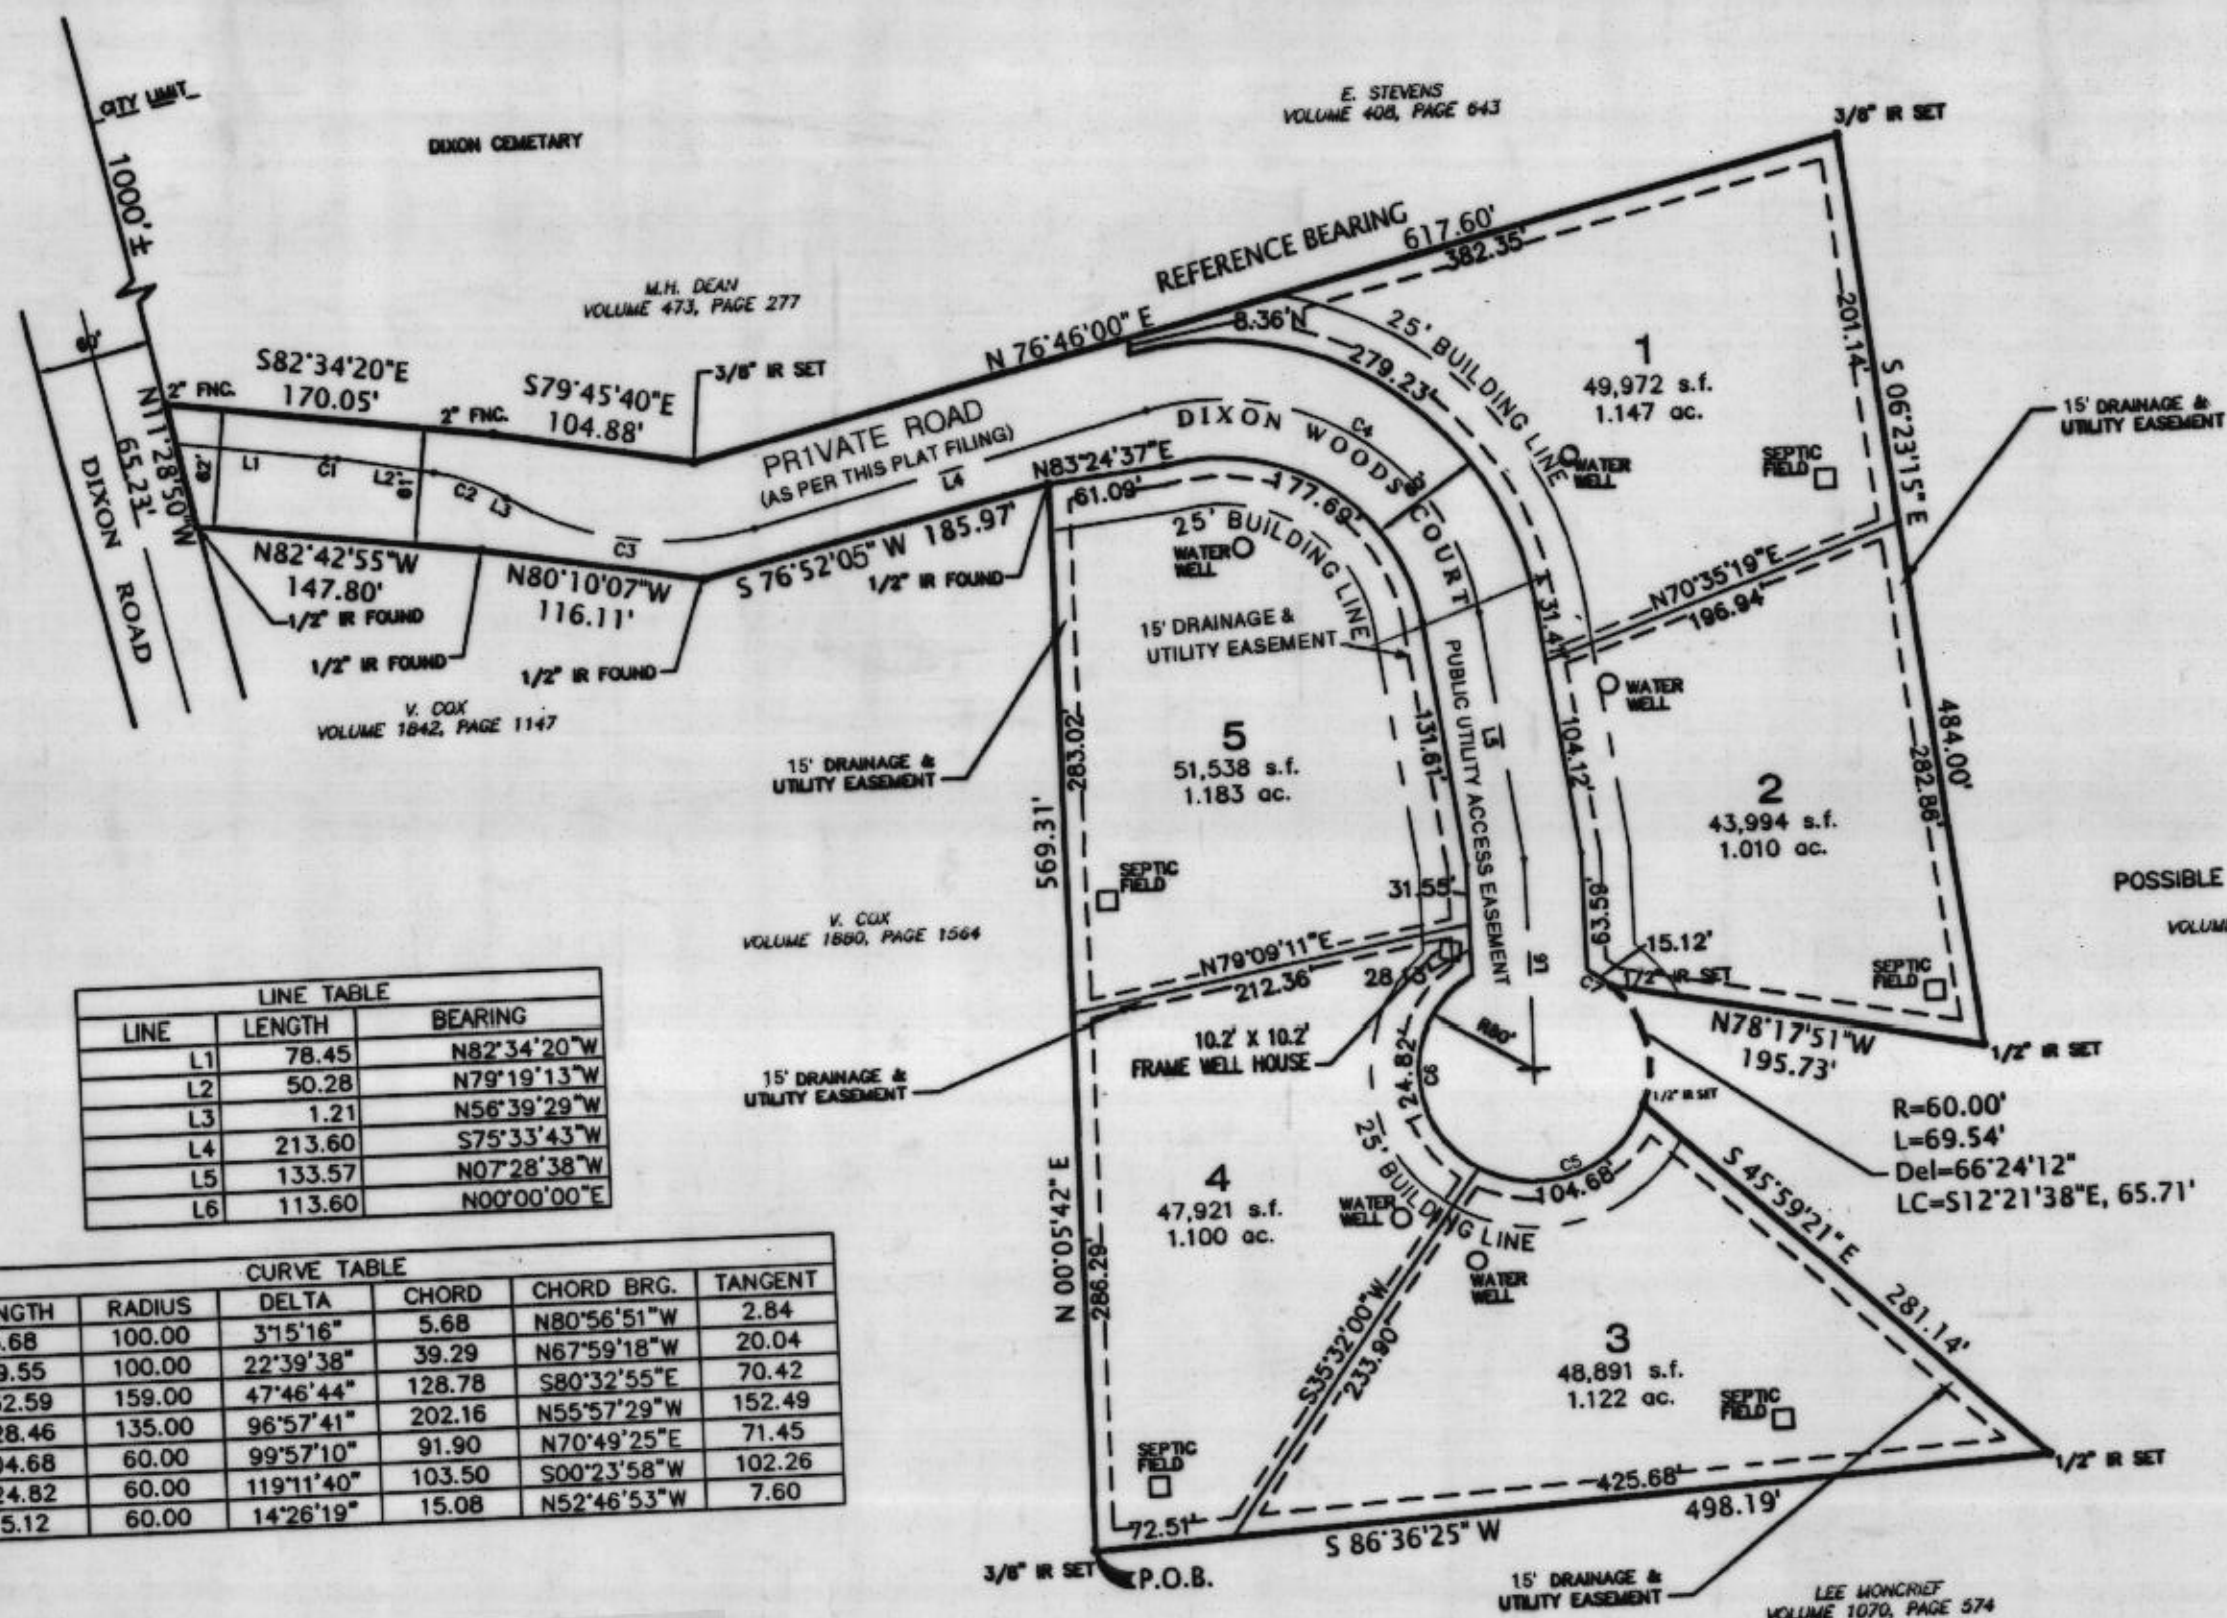 CITY LIMIT
1000'±
DIXON CEMETARY
E. STEVENS
VOLUME 408, PAGE 643
3/8" IR SET
M.H. DEAN
VOLUME 473, PAGE 277
REFERENCE BEARING
617.60'
382.35'
N 76°46'00" E
8.36'N
25' BUILDING LINE
279.23'
1
49,972 s.f.
1.147 ac.
WATER
WELL
SEPTIC
FIELD
201.14'
S 06°23'15" E
484.00'
15' DRAINAGE &
UTILITY EASEMENT
60'
DIXON ROAD
N11°28'50"W
65.23'
2" FNC.
S82°34'20"E
170.05'
2" FNC.
S79°45'40"E
104.88'
3/8" IR SET
62'
L1
C1
L2
61'
C2
L3
C3
PRIVATE ROAD
(AS PER THIS PLAT FILING)
L4
DIXON WOODS COURT
C4
60'
N82°42'55"W
147.80'
1/2" IR FOUND
N80°10'07"W
116.11'
1/2" IR FOUND
1/2" IR FOUND
S 76°52'05" W 185.97'
1/2" IR FOUND
V. COX
VOLUME 1842, PAGE 1147
N83°24'37"E
61.09'
177.69'
25' BUILDING LINE
WATER
WELL
15' DRAINAGE &
UTILITY EASEMENT
PUBLIC UTILITY ACCESS EASEMENT
L5
L6
131.61'
31.55'
5
51,538 s.f.
1.183 ac.
SEPTIC
FIELD
283.02'
569.31'
N 00°05'42" E
15' DRAINAGE &
UTILITY EASEMENT
V. COX
VOLUME 1880, PAGE 1564
N79°09'11"E
212.36'
15' DRAINAGE &
UTILITY EASEMENT
10.2' X 10.2'
FRAME WELL HOUSE
N70°35'19"E
196.94'
31.41'
104.12'
63.59'
WATER
WELL
2
43,994 s.f.
1.010 ac.
282.86'
SEPTIC
FIELD
15.12'
C7
1/2" IR SET
N78°17'51"W
195.73'
1/2" IR SET
POSSIBLE
VOLUME
R80'
124.82'
C6
C5
104.68'
1/2" IR SET
R=60.00'
L=69.54'
Del=66°24'12"
LC=S12°21'38"E, 65.71'
25' BUILDING LINE
4
47,921 s.f.
1.100 ac.
WATER
WELL
286.29'
SEPTIC
FIELD
72.51'
S35°32'00"W
233.90'
WATER
WELL
3
48,891 s.f.
1.122 ac.
SEPTIC
FIELD
S 45°59'21" E
281.14'
425.68'
498.19'
S 86°36'25" W
1/2" IR SET
3/8" IR SET
P.O.B.
15' DRAINAGE &
UTILITY EASEMENT
LEE MONCRIEF
VOLUME 1070, PAGE 574
LINE TABLE
LINE LENGTH BEARING
L1 78.45 N82°34'20"W
L2 50.28 N79°19'13"W
L3 1.21 N56°39'29"W
L4 213.60 S75°33'43"W
L5 133.57 N07°28'38"W
L6 113.60 N00°00'00"E
CURVE TABLE
NGTH RADIUS DELTA CHORD CHORD BRG. TANGENT
.68 100.00 3°15'16" 5.68 N80°56'51"W 2.84
9.55 100.00 22°39'38" 39.29 N67°59'18"W 20.04
2.59 159.00 47°46'44" 128.78 S80°32'55"E 70.42
28.46 135.00 96°57'41" 202.16 N55°57'29"W 152.49
04.68 60.00 99°57'10" 91.90 N70°49'25"E 71.45
24.82 60.00 119°11'40" 103.50 S00°23'58"W 102.26
5.12 60.00 14°26'19" 15.08 N52°46'53"W 7.60